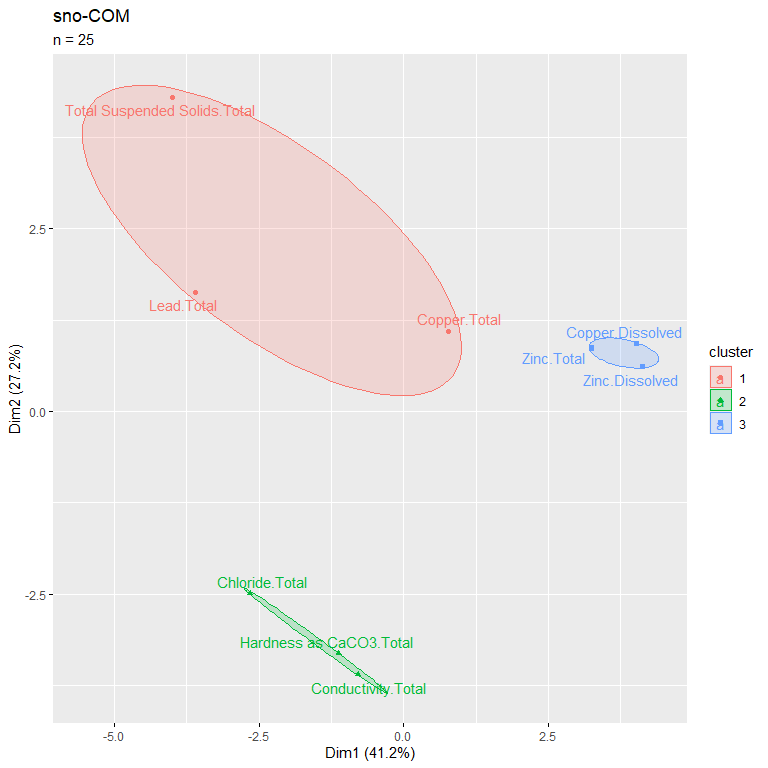 sno-COM
n = 25
Total Suspended Solids.Total
Lead.Total
Copper.Total
Copper.Dissolved
Zinc.Total
Zinc.Dissolved
Chloride.Total
Hardness as CaCO3.Total
Conductivity.Total
2.5
0.0
-2.5
Dim2 (27.2%)
-5.0
-2.5
0.0
2.5
Dim1 (41.2%)
cluster
a 1
a 2
a 3